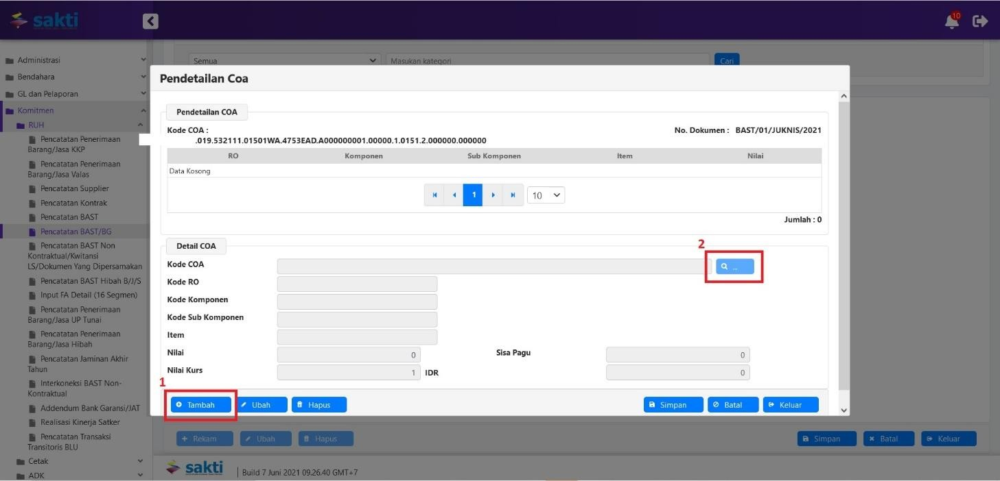 sakti
10
Administrasi
Bendahara
GL dan Pelaporan
Komitmen
RUH
Pencatatan Penerimaan
Barang/Jasa KKP
Pencatatan Penerimaan
Barang/Jasa Valas
Pencatatan Supplier
Pencatatan Kontrak
Pencatatan BAST
Pencatatan BAST/BG
Pencatatan BAST Non
Kontraktual/Kwitansi
LS/Dokumen Yang Dipersamakan
Pencatatan BAST Hibah B/J/S
Input FA Detail (16 Segmen)
Pencatatan Penerimaan
Barang/Jasa UP Tunai
Pencatatan Penerimaan
Barang/Jasa Hibah
Pencatatan Jaminan Akhir
Tahun
Interkoneksi BAST Non-
Kontraktual
Addendum Bank Garansi/JAT
Realisasi Kinerja Satker
Pencatatan Transaksi
Transitoris BLU
Cetak
ADK
Semua Masukan kategori Cari
Pendetailan Coa
Pendetailan COA
Kode COA : No. Dokumen : BAST/01/JUKNIS/2021
.019.532111.01501WA.4753EAD.A000000001.00000.1.0151.2.000000.000000
RO Komponen Sub Komponen Item Nilai
Data Kosong
1 10
Jumlah : 0
Detail COA
2
Kode COA ...
Kode RO
Kode Komponen
Kode Sub Komponen
Item
Nilai 0 Sisa Pagu 0
Nilai Kurs 1 IDR 0
1
Tambah Ubah Hapus Simpan Batal Keluar
Rekam Ubah Hapus Simpan Batal Keluar
sakti Build 7 Juni 2021 09.26.40 GMT+7